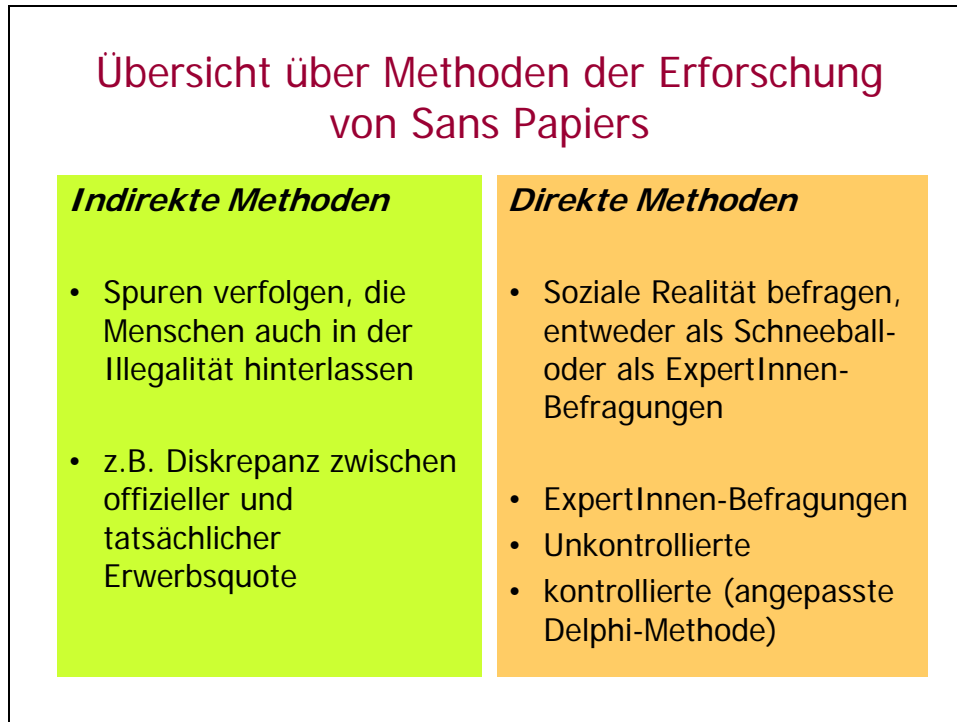 Übersicht über Methoden der Erforschung
von Sans Papiers
Indirekte Methoden
• Spuren verfolgen, die
Menschen auch in der
Illegalität hinterlassen
• z.B. Diskrepanz zwischen
offizieller und
tatsächlicher
Erwerbsquote
Direkte Methoden
• Soziale Realität befragen,
entweder als Schneeball-
oder als ExpertInnen-
Befragungen
• ExpertInnen-Befragungen
• Unkontrollierte
• kontrollierte (angepasste
Delphi-Methode)